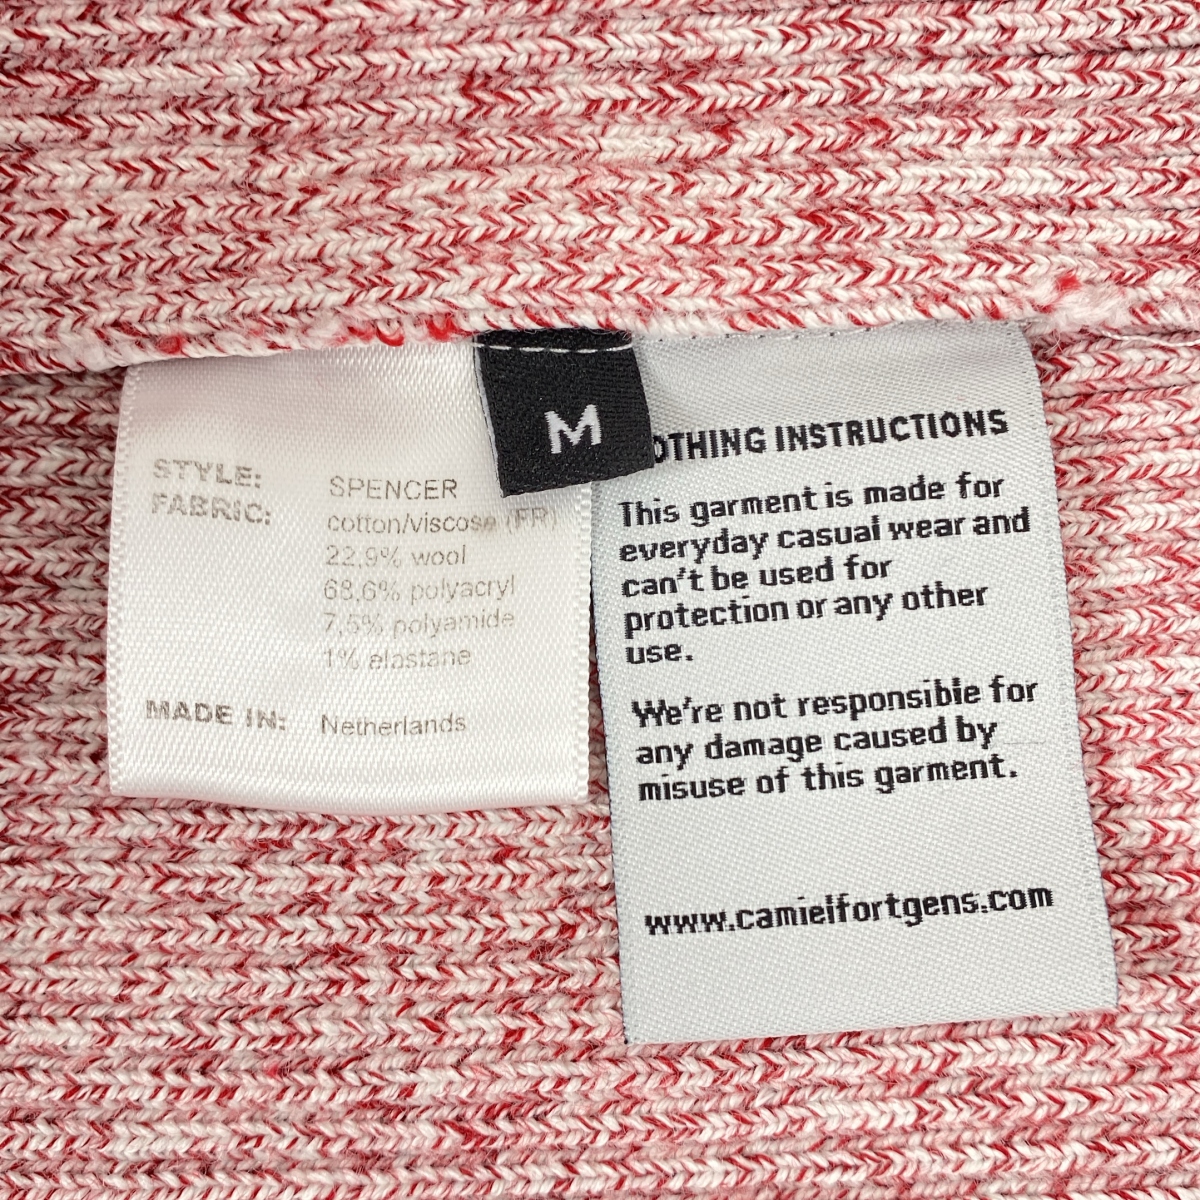 STYLE: SPENCER
FABRIC: cotton/viscose (FR)
22,9% wool
68,6% polyacryl
7,5% polyamide
1% elastane
MADE IN: Netherlands
M
OTHING INSTRUCTIONS
This garment is made for
everyday casual wear and
can't be used for
protection or any other
use.
We're not responsible for
any damage caused by
misuse of this garment.
www.camielfortgens.com